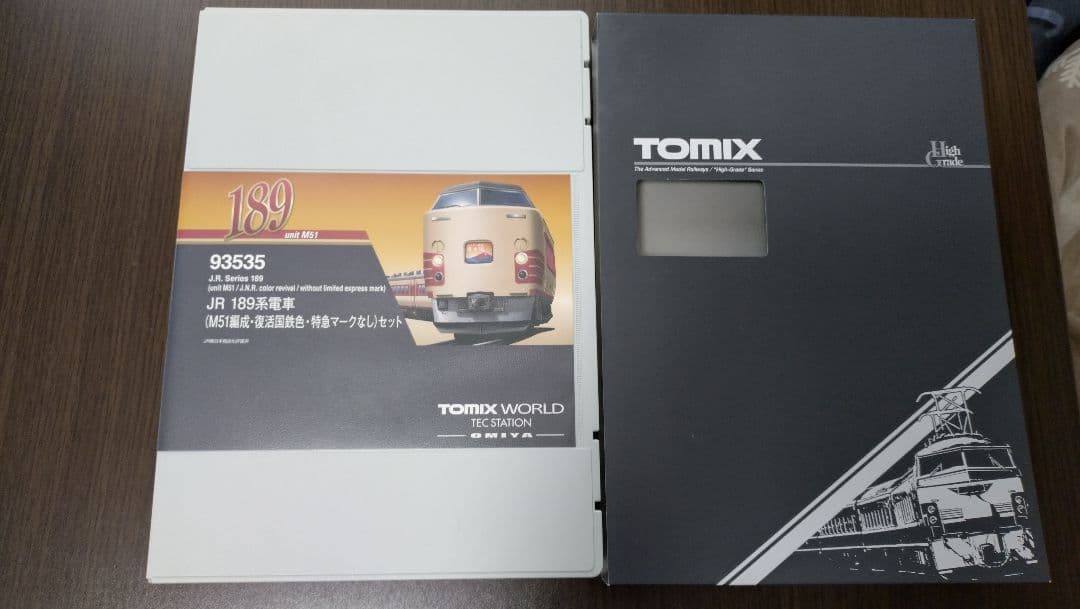 189
unit M51
93535
J.R. Series 189
(unit M51 / J.N.R. color revival / without limited express mark)
JR 189系電車
(M51編成・復活国鉄色・特急マークなし)セット
TOMIX WORLD
TEC STATION
OMIYA
TOMIX
High
Grade
The Advanced Model Railways / "High-Grade" Series